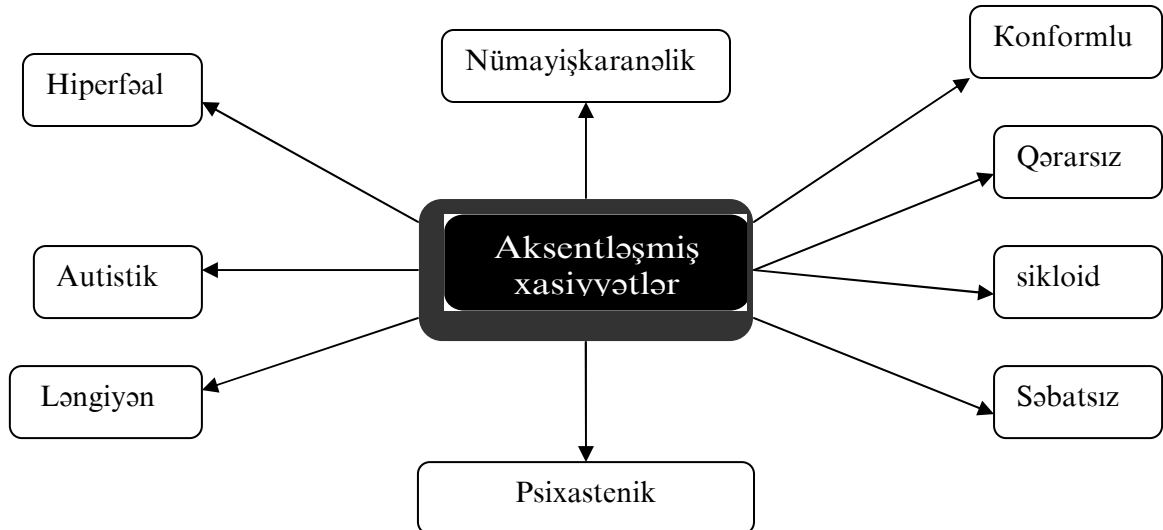 Konformlu
Nümayişkaranəlik
Hiperfəal
Qərarsız
Aksentləşmiş
xasiyyətlər
Autistik
sikloid
Ləngiyən
Səbatsız
Psixastenik